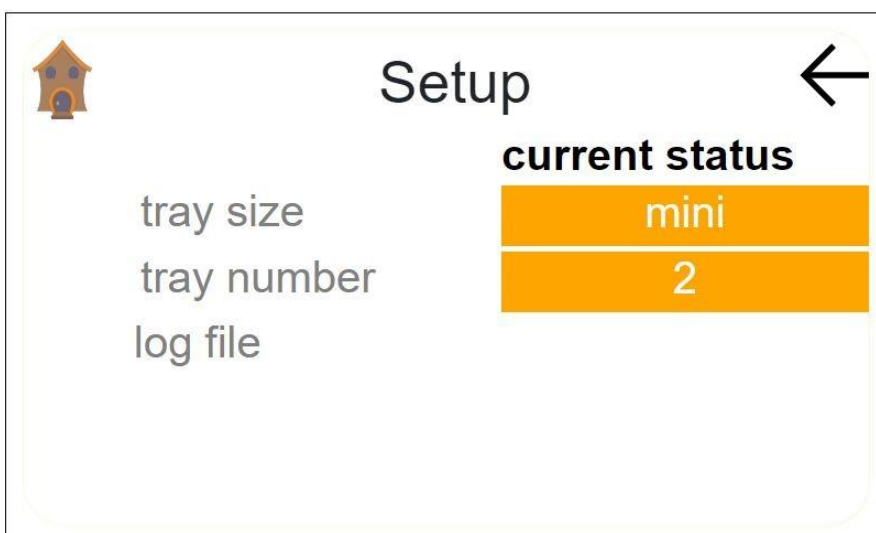 Setup
current status
tray size mini
tray number 2
log file